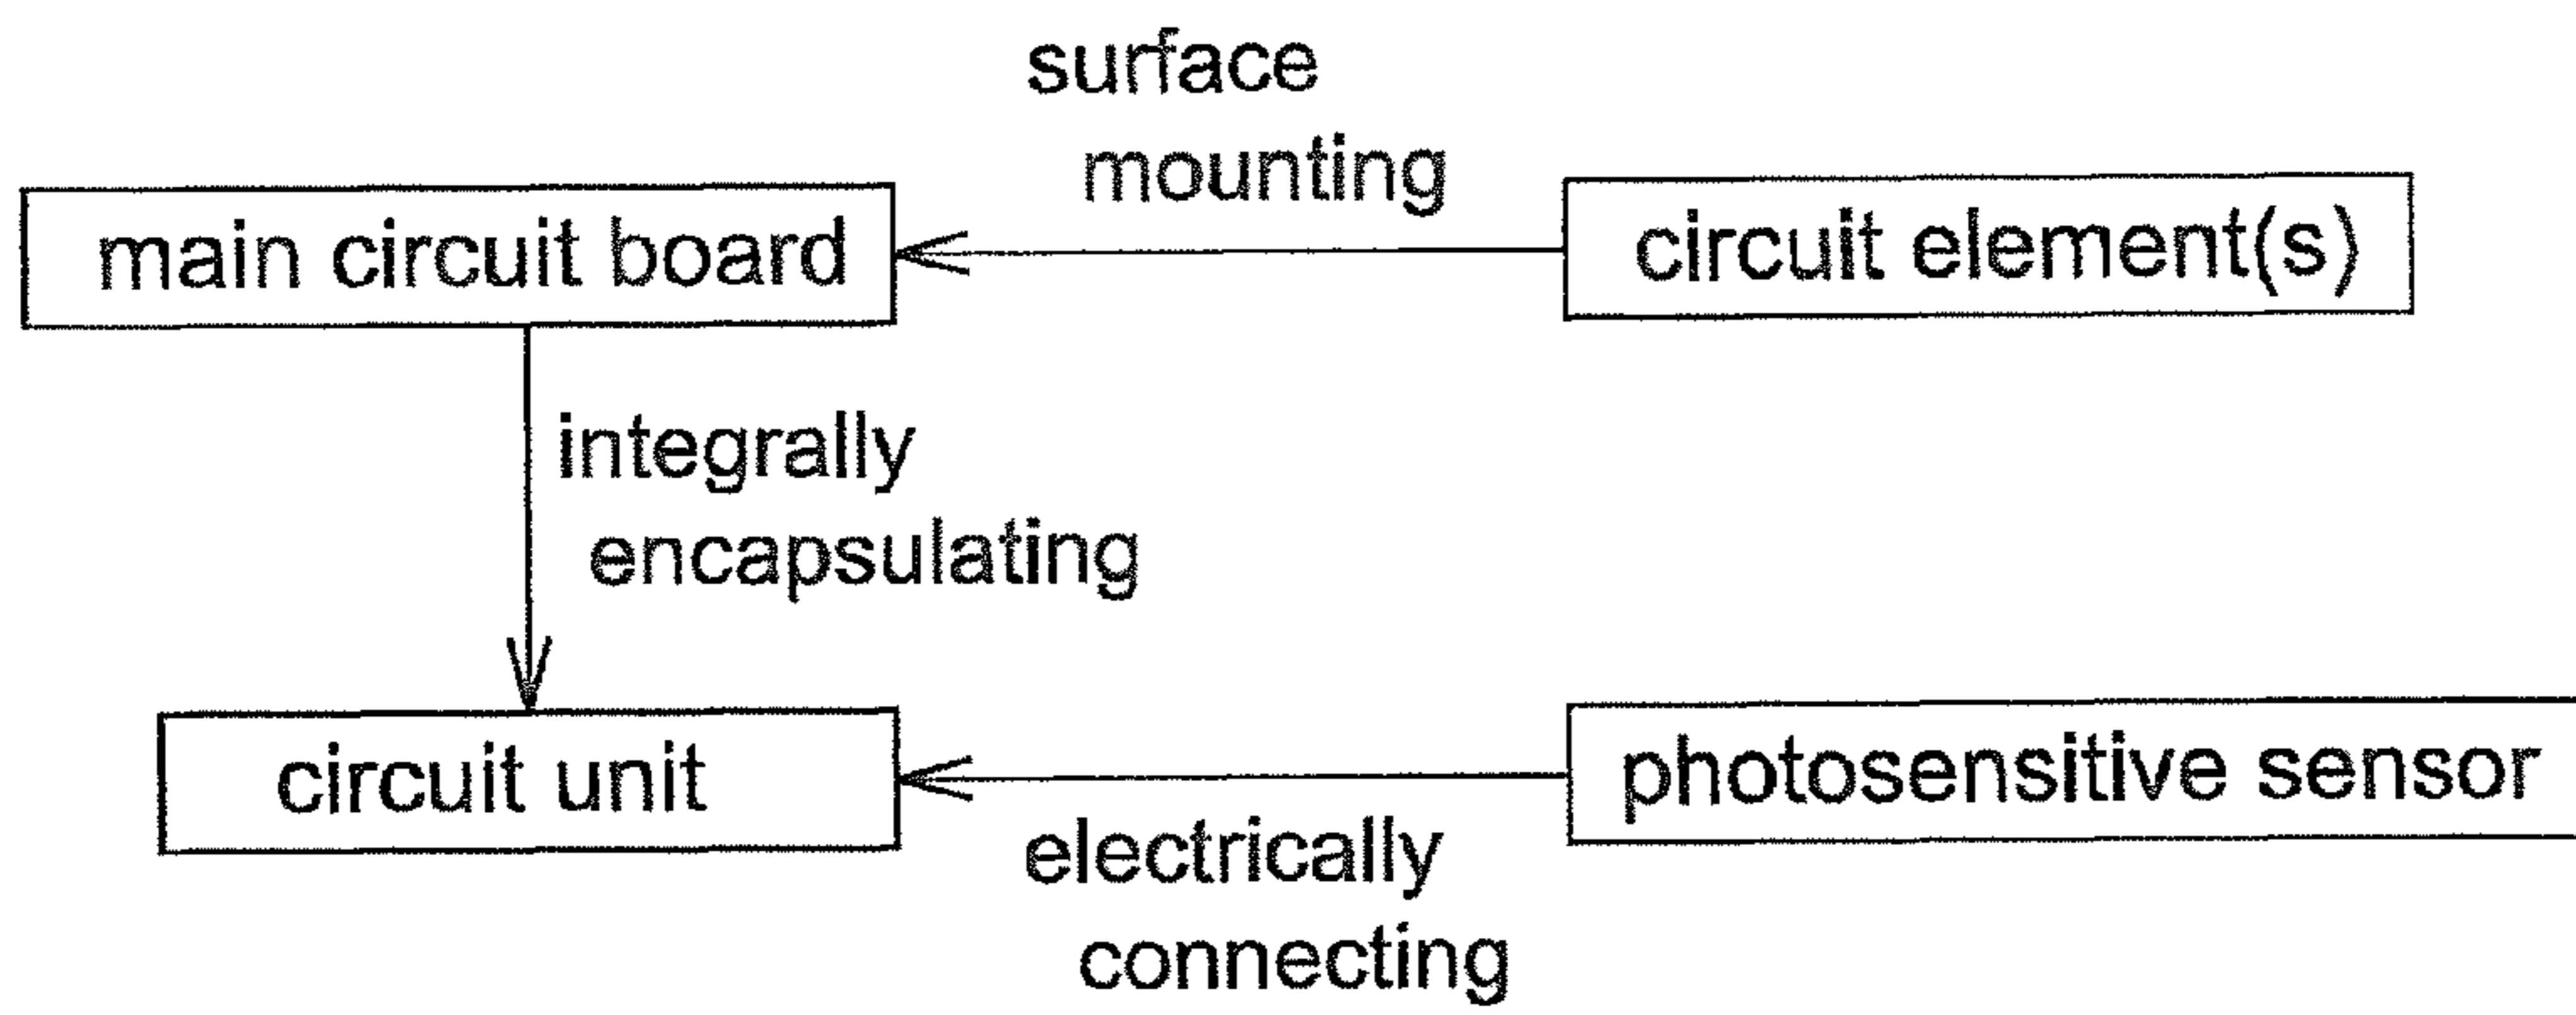 surface
mounting
main circuit board
circuit element(s)
integrally
encapsulating
circuit unit
photosensitive sensor
electrically
connecting